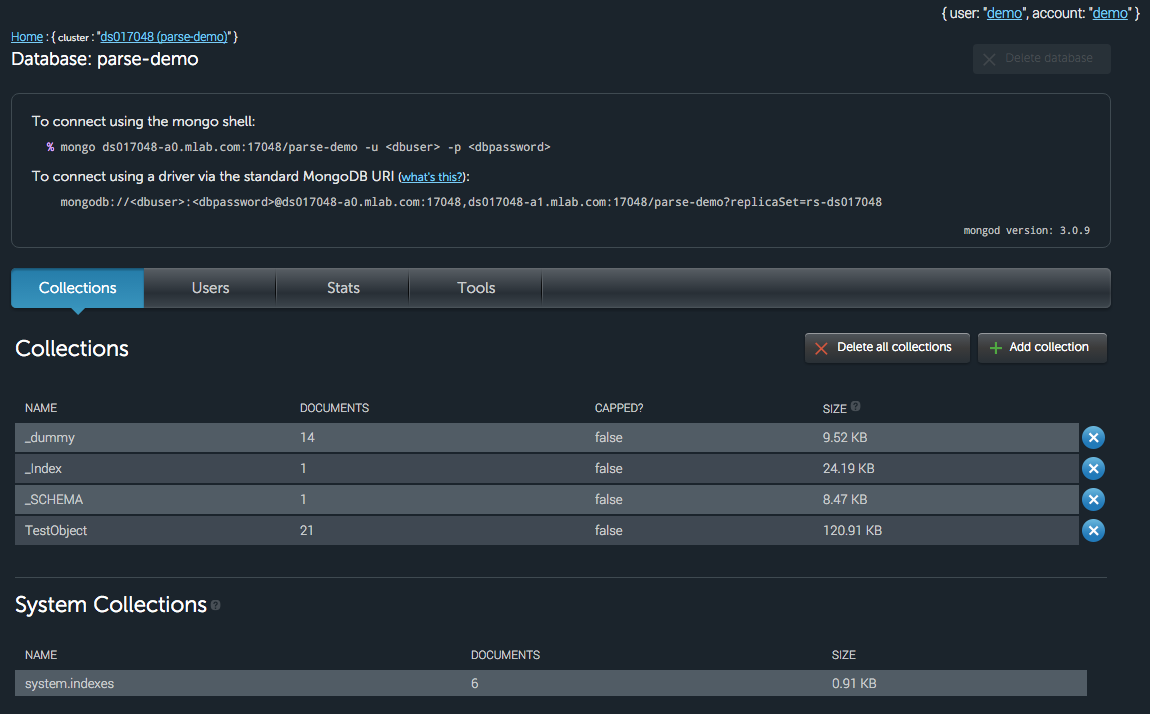 { user: "demo", account: "demo" }
Home : { cluster : "ds017048 (parse-demo)" }
Database: parse-demo
Delete database
To connect using the mongo shell:
% mongo ds017048-a0.mlab.com:17048/parse-demo -u <dbuser> -p <dbpassword>
To connect using a driver via the standard MongoDB URI (what's this?):
mongodb://<dbuser>:<dbpassword>@ds017048-a0.mlab.com:17048,ds017048-a1.mlab.com:17048/parse-demo?replicaSet=rs-ds017048
mongod version: 3.0.9
Collections Users Stats Tools
Collections
Delete all collections
Add collection
NAME DOCUMENTS CAPPED? SIZE ?
_dummy 14 false 9.52 KB
_Index 1 false 24.19 KB
_SCHEMA 1 false 8.47 KB
TestObject 21 false 120.91 KB
System Collections ?
NAME DOCUMENTS SIZE
system.indexes 6 0.91 KB